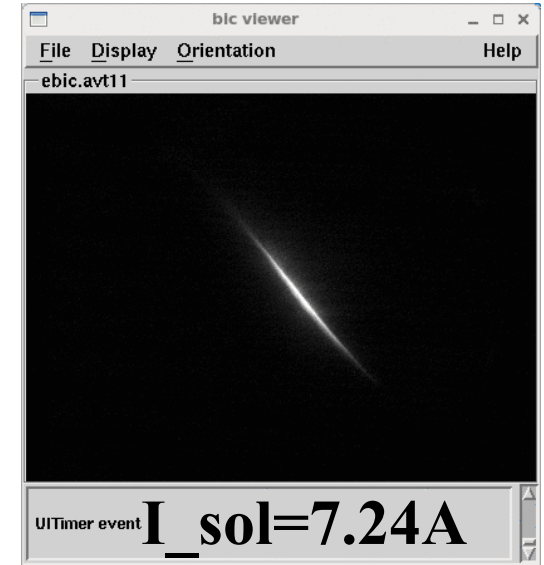 blc viewer
File Display Orientation Help
ebic.avt11
UITimer event I_sol=7.24A